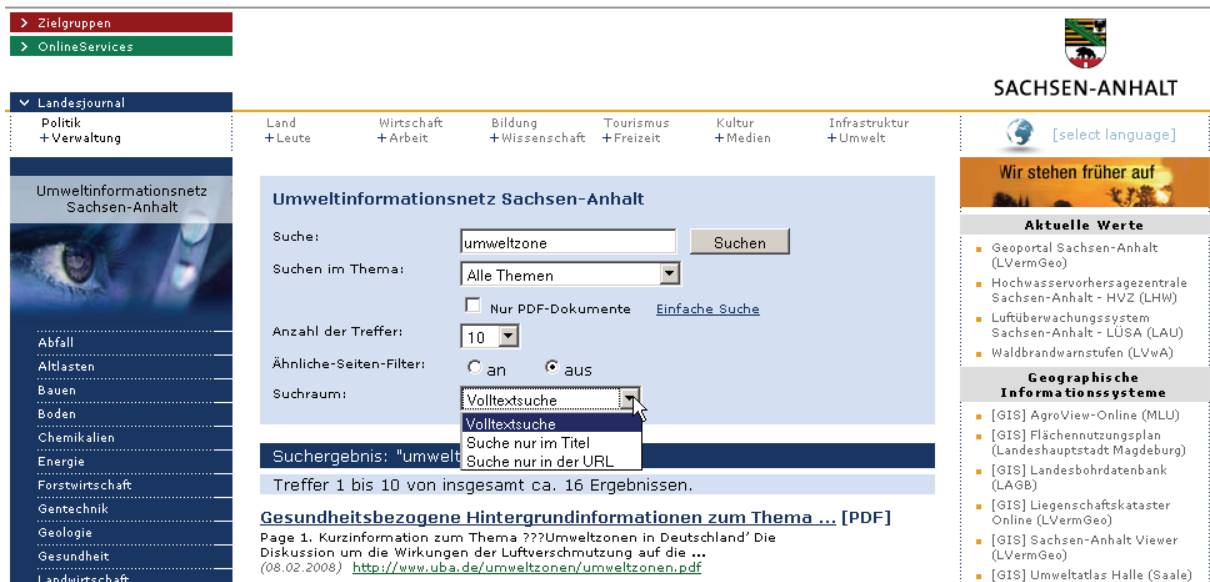 > Zielgruppen
> OnlineServices
SACHSEN-ANHALT
Landesjournal
Politik
+ Verwaltung
Land
+ Leute
Wirtschaft
+ Arbeit
Bildung
+ Wissenschaft
Tourismus
+ Freizeit
Kultur
+ Medien
Infrastruktur
+ Umwelt
[select language]
Umweltinformationsnetz
Sachsen-Anhalt
Abfall
Altlasten
Bauen
Boden
Chemikalien
Energie
Forstwirtschaft
Gentechnik
Geologie
Gesundheit
Landwirtschaft
Umweltinformationsnetz Sachsen-Anhalt
Suche: umweltzone Suchen
Suchen im Thema: Alle Themen
Nur PDF-Dokumente Einfache Suche
Anzahl der Treffer: 10
Ähnliche-Seiten-Filter: an aus
Suchraum: Volltextsuche
Volltextsuche
Suche nur im Titel
Suche nur in der URL
Suchergebnis: "umwelt
Treffer 1 bis 10 von insgesamt ca. 16 Ergebnissen.
Gesundheitsbezogene Hintergrundinformationen zum Thema ... [PDF]
Page 1. Kurzinformation zum Thema ???Umweltzonen in Deutschland’ Die
Diskussion um die Wirkungen der Luftverschmutzung auf die ...
(08.02.2008) http://www.uba.de/umweltzonen/umweltzonen.pdf
Wir stehen früher auf
Aktuelle Werte
Geoportal Sachsen-Anhalt
(LVermGeo)
Hochwasservorhersagezentrale
Sachsen-Anhalt - HVZ (LHW)
Luftüberwachungssystem
Sachsen-Anhalt - LÜSA (LAU)
Waldbrandwarnstufen (LVwA)
Geographische
Informationssysteme
[GIS] AgroView-Online (MLU)
[GIS] Flächennutzungsplan
(Landeshauptstadt Magdeburg)
[GIS] Landesbohrdatenbank
(LAGB)
[GIS] Liegenschaftskataster
Online (LVermGeo)
[GIS] Sachsen-Anhalt Viewer
(LVermGeo)
[GIS] Umweltatlas Halle (Saale)